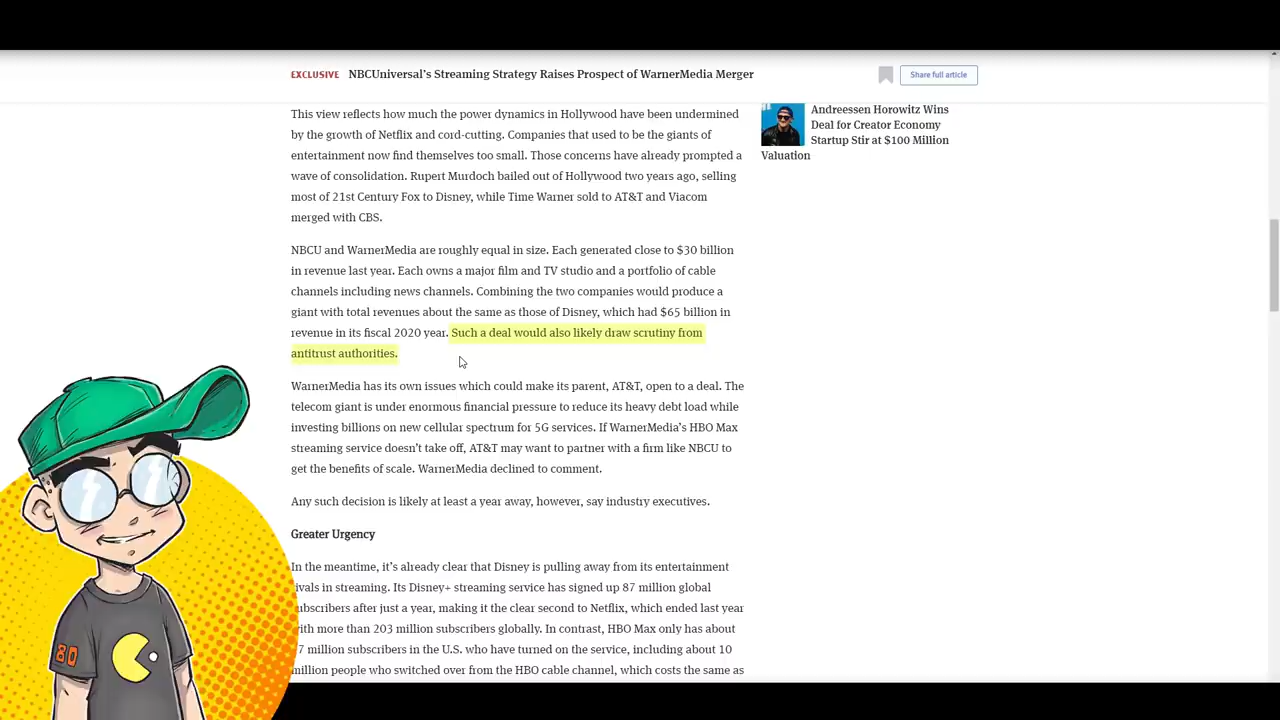 EXCLUSIVE NBCUniversal's Streaming Strategy Raises Prospect of WarnerMedia Merger
Share full article
This view reflects how much the power dynamics in Hollywood have been undermined
by the growth of Netflix and cord-cutting. Companies that used to be the giants of
entertainment now find themselves too small. Those concerns have already prompted a
wave of consolidation. Rupert Murdoch bailed out of Hollywood two years ago, selling
most of 21st Century Fox to Disney, while Time Warner sold to AT&T and Viacom
merged with CBS.
NBCU and WarnerMedia are roughly equal in size. Each generated close to $30 billion
in revenue last year. Each owns a major film and TV studio and a portfolio of cable
channels including news channels. Combining the two companies would produce a
giant with total revenues about the same as those of Disney, which had $65 billion in
revenue in its fiscal 2020 year. Such a deal would also likely draw scrutiny from
antitrust authorities.
WarnerMedia has its own issues which could make its parent, AT&T, open to a deal. The
telecom giant is under enormous financial pressure to reduce its heavy debt load while
investing billions on new cellular spectrum for 5G services. If WarnerMedia's HBO Max
streaming service doesn't take off, AT&T may want to partner with a firm like NBCU to
get the benefits of scale. WarnerMedia declined to comment.
Any such decision is likely at least a year away, however, say industry executives.
Greater Urgency
In the meantime, it's already clear that Disney is pulling away from its entertainment
rivals in streaming. Its Disney+ streaming service has signed up 87 million global
subscribers after just a year, making it the clear second to Netflix, which ended last year
with more than 203 million subscribers globally. In contrast, HBO Max only has about
7 million subscribers in the U.S. who have turned on the service, including about 10
million people who switched over from the HBO cable channel, which costs the same as
Andreessen Horowitz Wins
Deal for Creator Economy
Startup Stir at $100 Million
Valuation
80